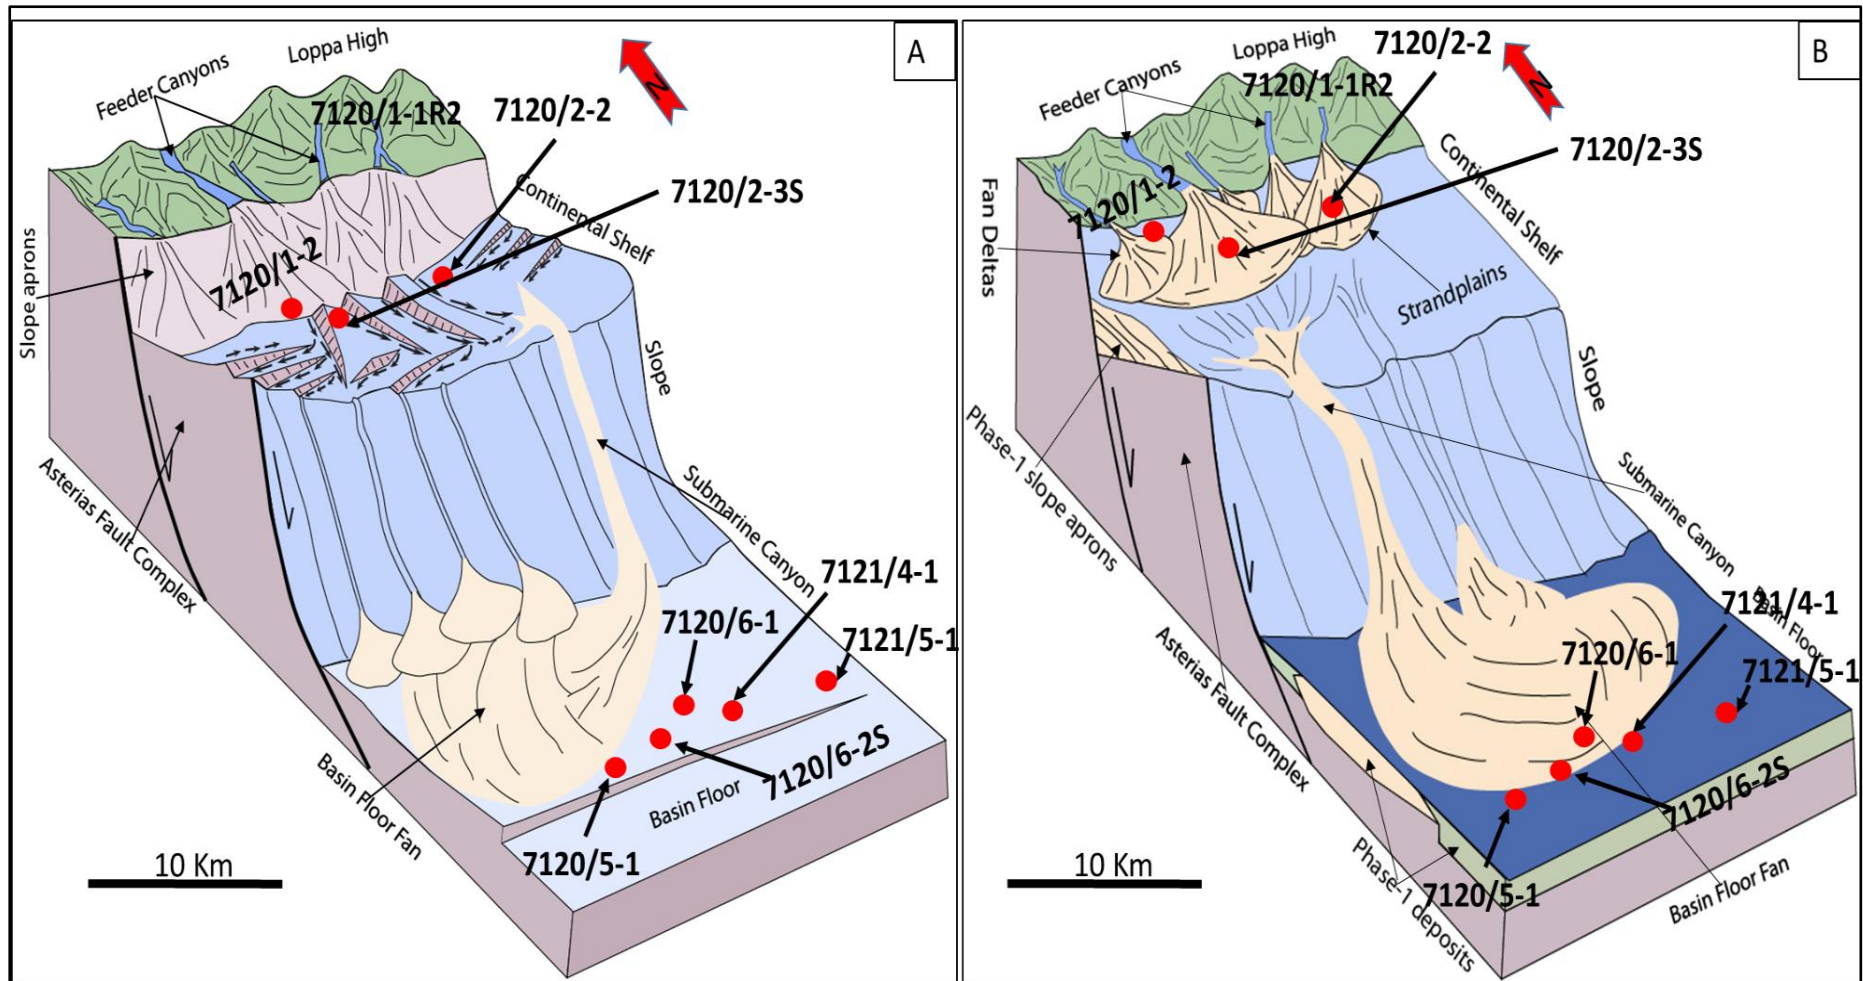 A
Loppa High
Feeder Canyons
7120/1-1R2
7120/2-2
N
7120/2-3S
Continental Shelf
Slope aprons
7120/1-2
Slope
Asterias Fault Complex
Submarine Canyon
7121/4-1
7120/6-1
7121/5-1
7120/6-2S
Basin Floor
Basin Floor Fan
7120/5-1
10 Km
B
Loppa High
7120/2-2
Feeder Canyons
7120/1-1R2
N
7120/2-3S
Continental Shelf
7120/1-2
Fan Deltas
Strandplains
Slope
Phase-1 slope aprons
Submarine Canyon
Basin Floor
7121/4-1
7120/6-1
7121/5-1
Asterias Fault Complex
7120/6-2S
7120/5-1
Phase-1 deposits
Basin Floor Fan
10 Km